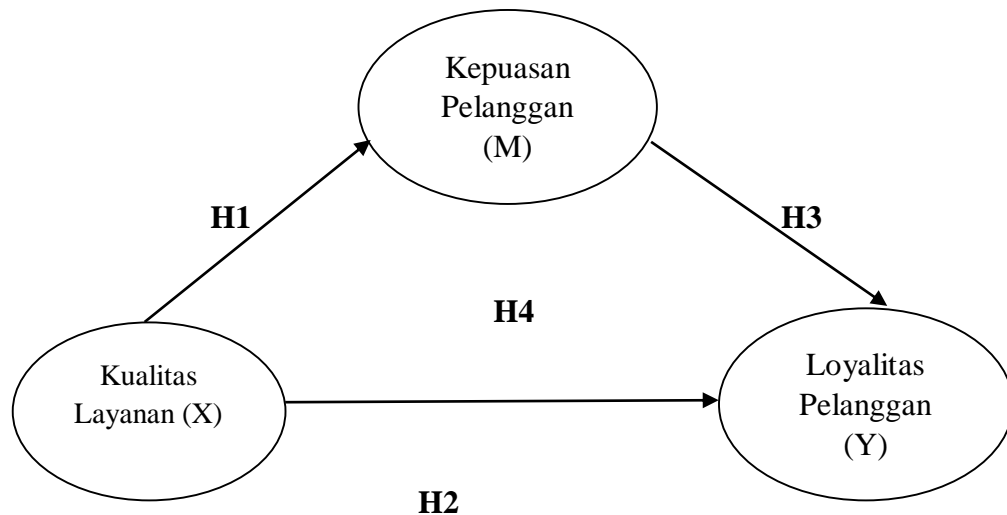 Kepuasan
Pelanggan
(M)
H1
H3
H4
Kualitas
Layanan (X)
Loyalitas
Pelanggan
(Y)
H2